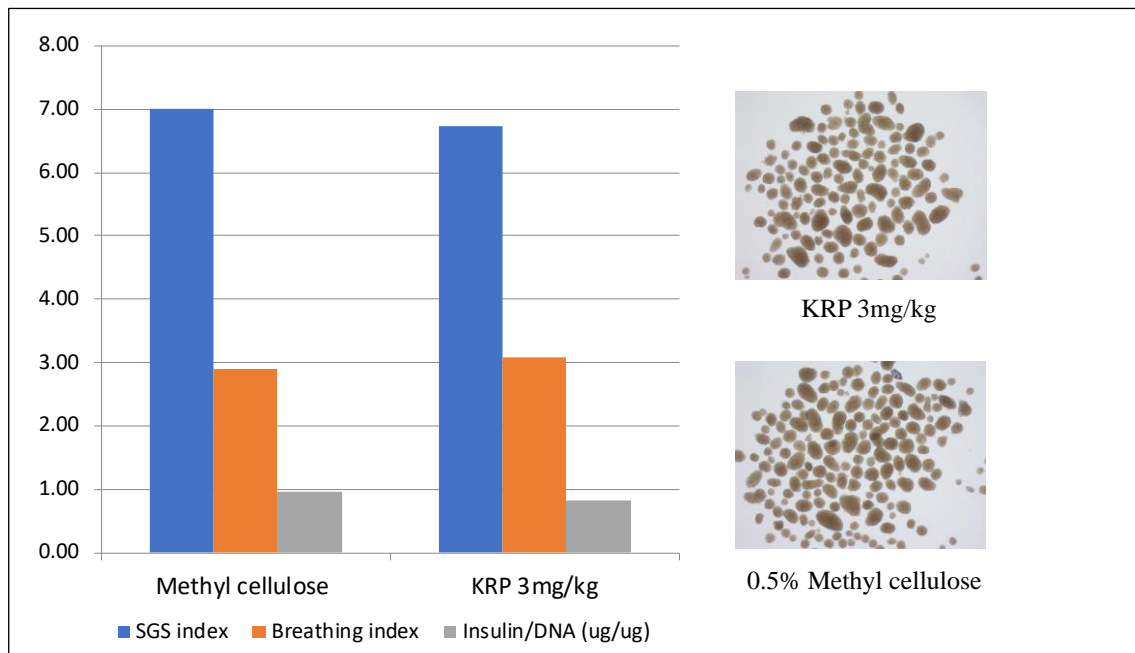 8.00
7.00
6.00
5.00
4.00
3.00
2.00
1.00
0.00
Methyl cellulose KRP 3mg/kg
SGS index Breathing index Insulin/DNA (ug/ug)
KRP 3mg/kg
0.5% Methyl cellulose